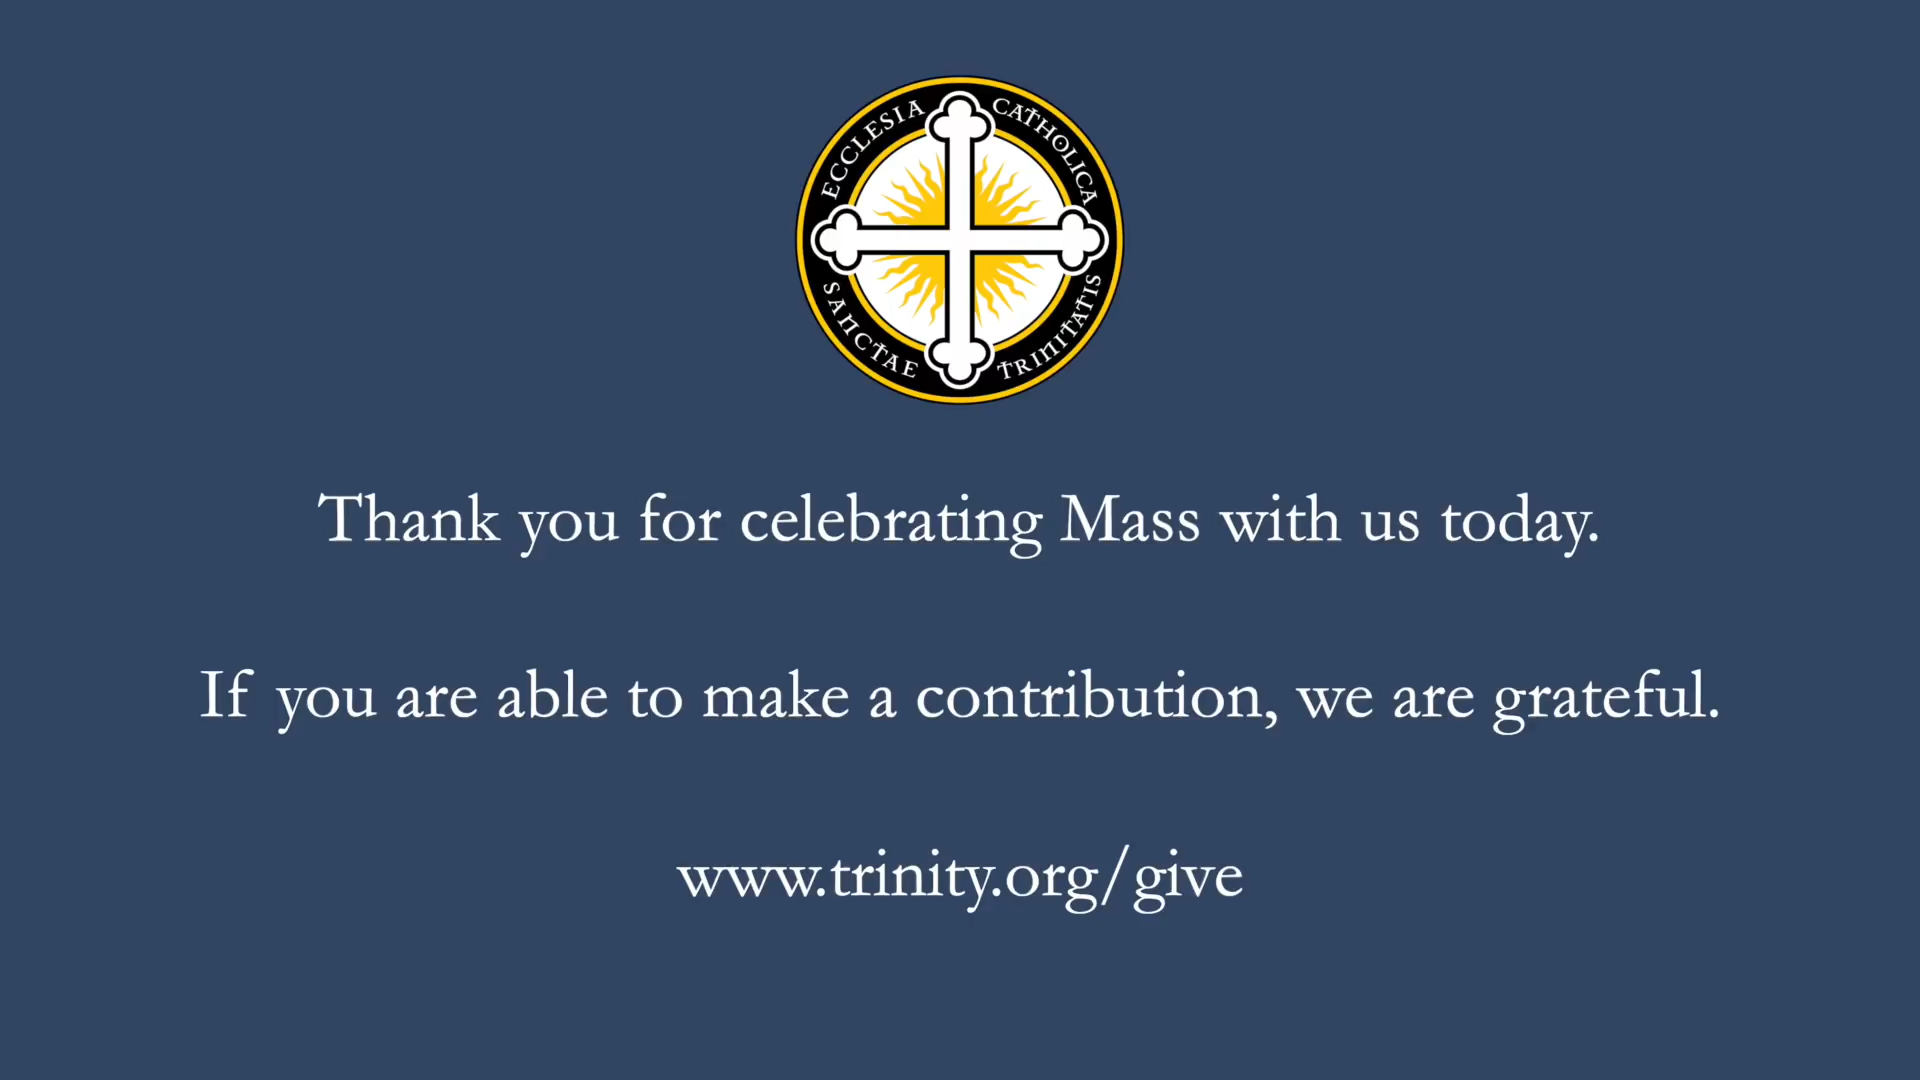 ECCLESIA CATHOLICA
SANCTAE TRINITATIS
Thank you for celebrating Mass with us today.
If you are able to make a contribution, we are grateful.
www.trinity.org/give